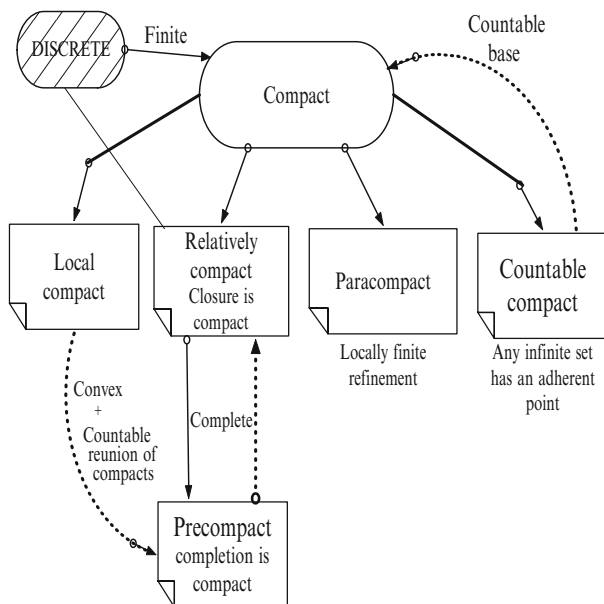 DISCRETE
Finite
Countable
base
Compact
Local
compact
Relatively
compact
Closure is
compact
Paracompact
Locally finite
refinement
Countable
compact
Any infinite set
has an adherent
point
Convex
+
Countable
reunion of
compacts
Complete
Precompact
completion is
compact